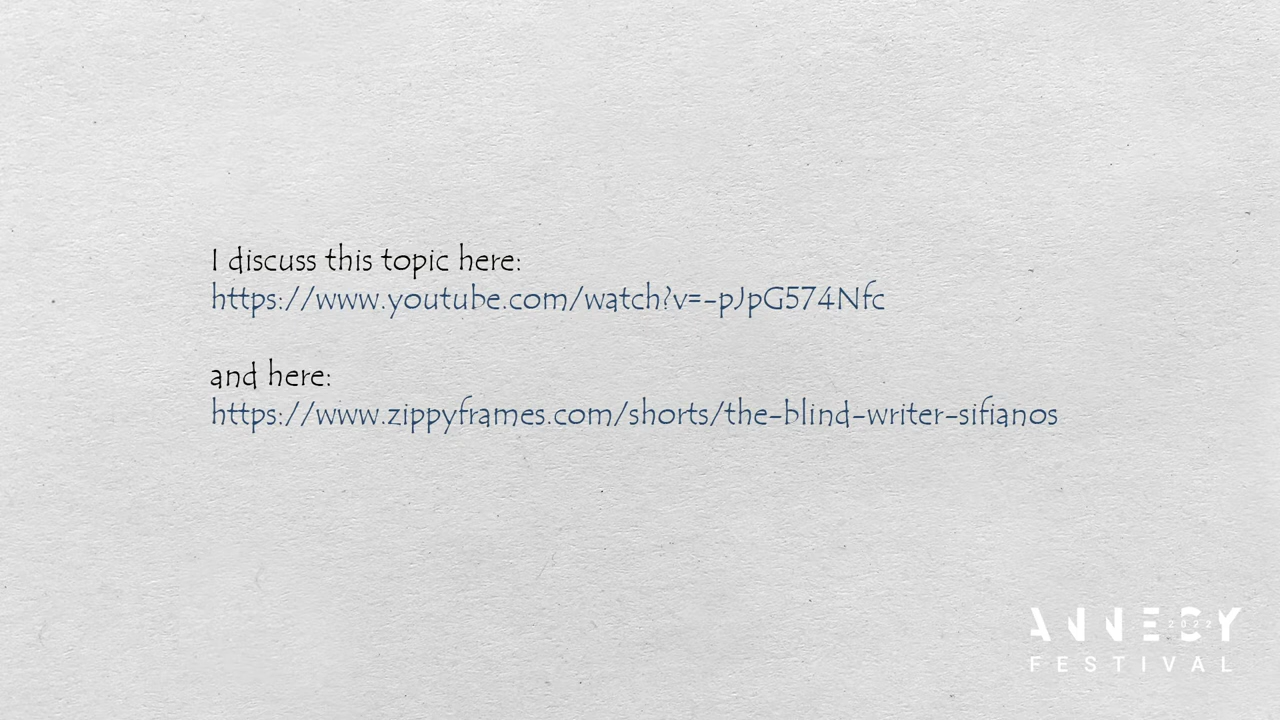 I discuss this topic here:
https://www.youtube.com/watch?v=-pJpG574Nfc
and here:
https://www.zippyframes.com/shorts/the-blind-writer-sifianos
ANNECY
2022
FESTIVAL